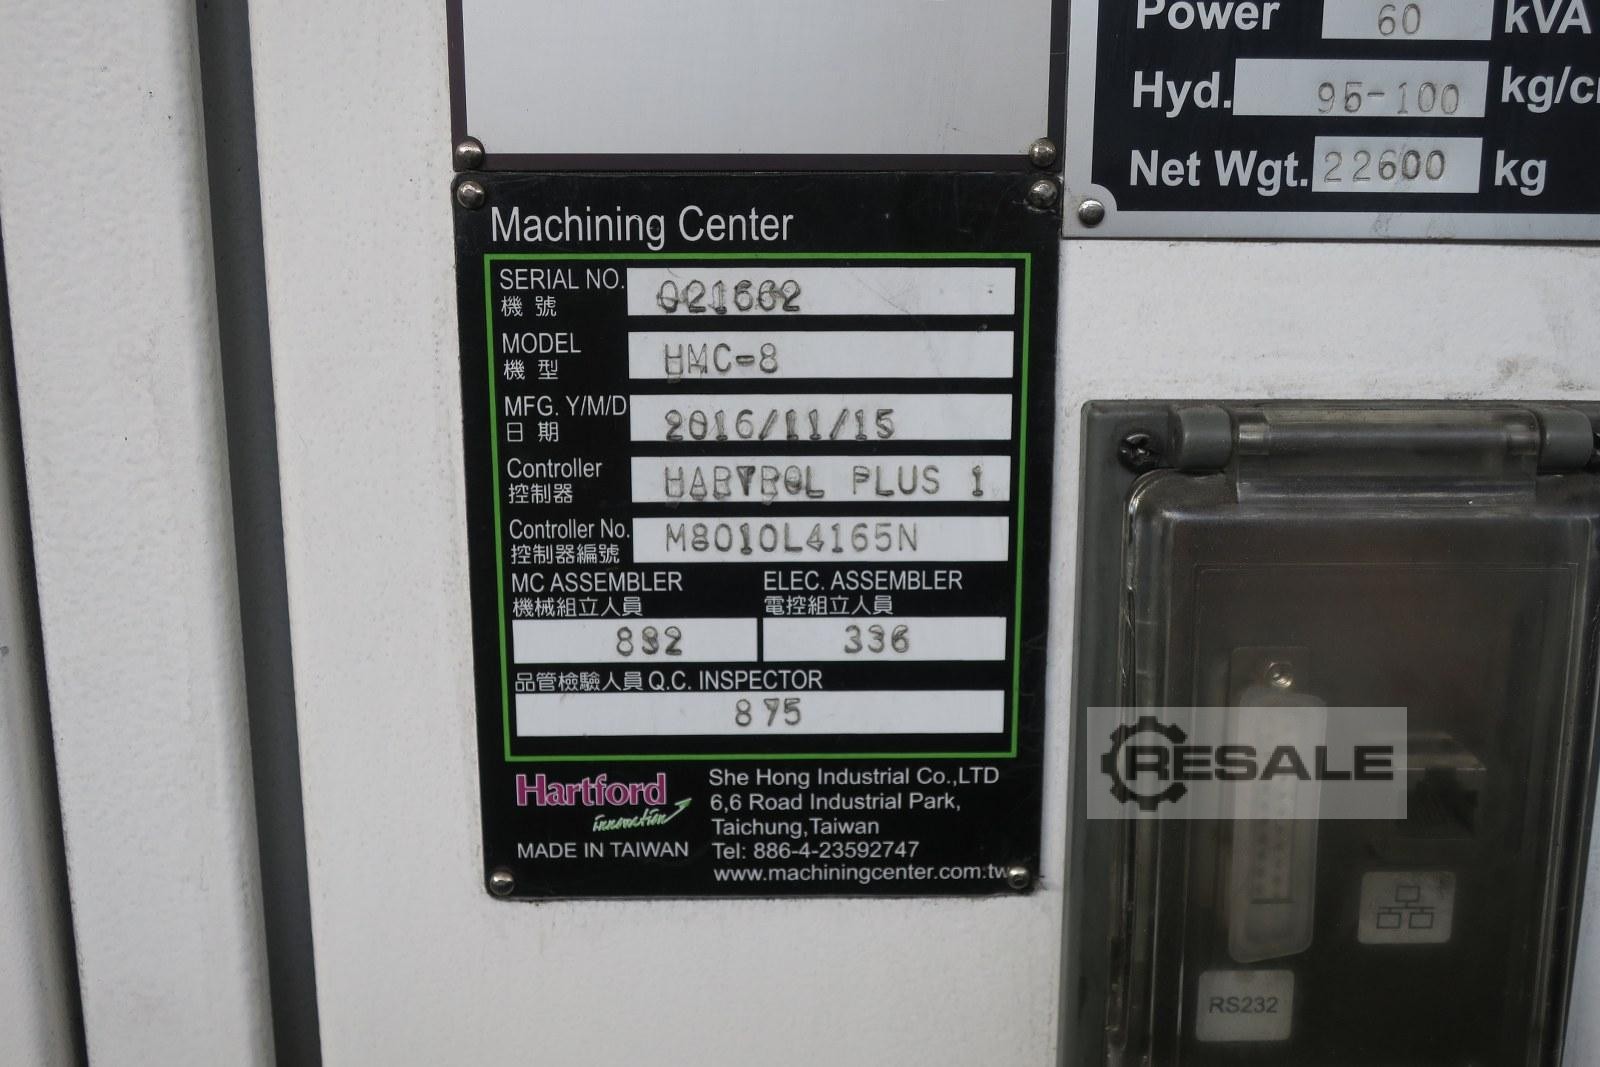 Power 60 kVA
Hyd. 95-100
Net Wgt. 22600 kg
Machining Center
SERIAL NO. 021662
機 號
MODEL HMC-8
機 型
MFG. Y/M/D 2016/11/15
日 期
Controller HARTROL PLUS 1
控制器
Controller No. M8010L4165N
控制器編號
MC ASSEMBLER ELEC. ASSEMBLER
機械組立人員 電控組立人員
892 336
品管檢驗人員 Q.C. INSPECTOR
875
Hartford
innovation
MADE IN TAIWAN
She Hong Industrial Co.,LTD
6,6 Road Industrial Park,
Taichung,Taiwan
Tel: 886-4-23592747
www.machiningcenter.com.tw
RESALE
RS232